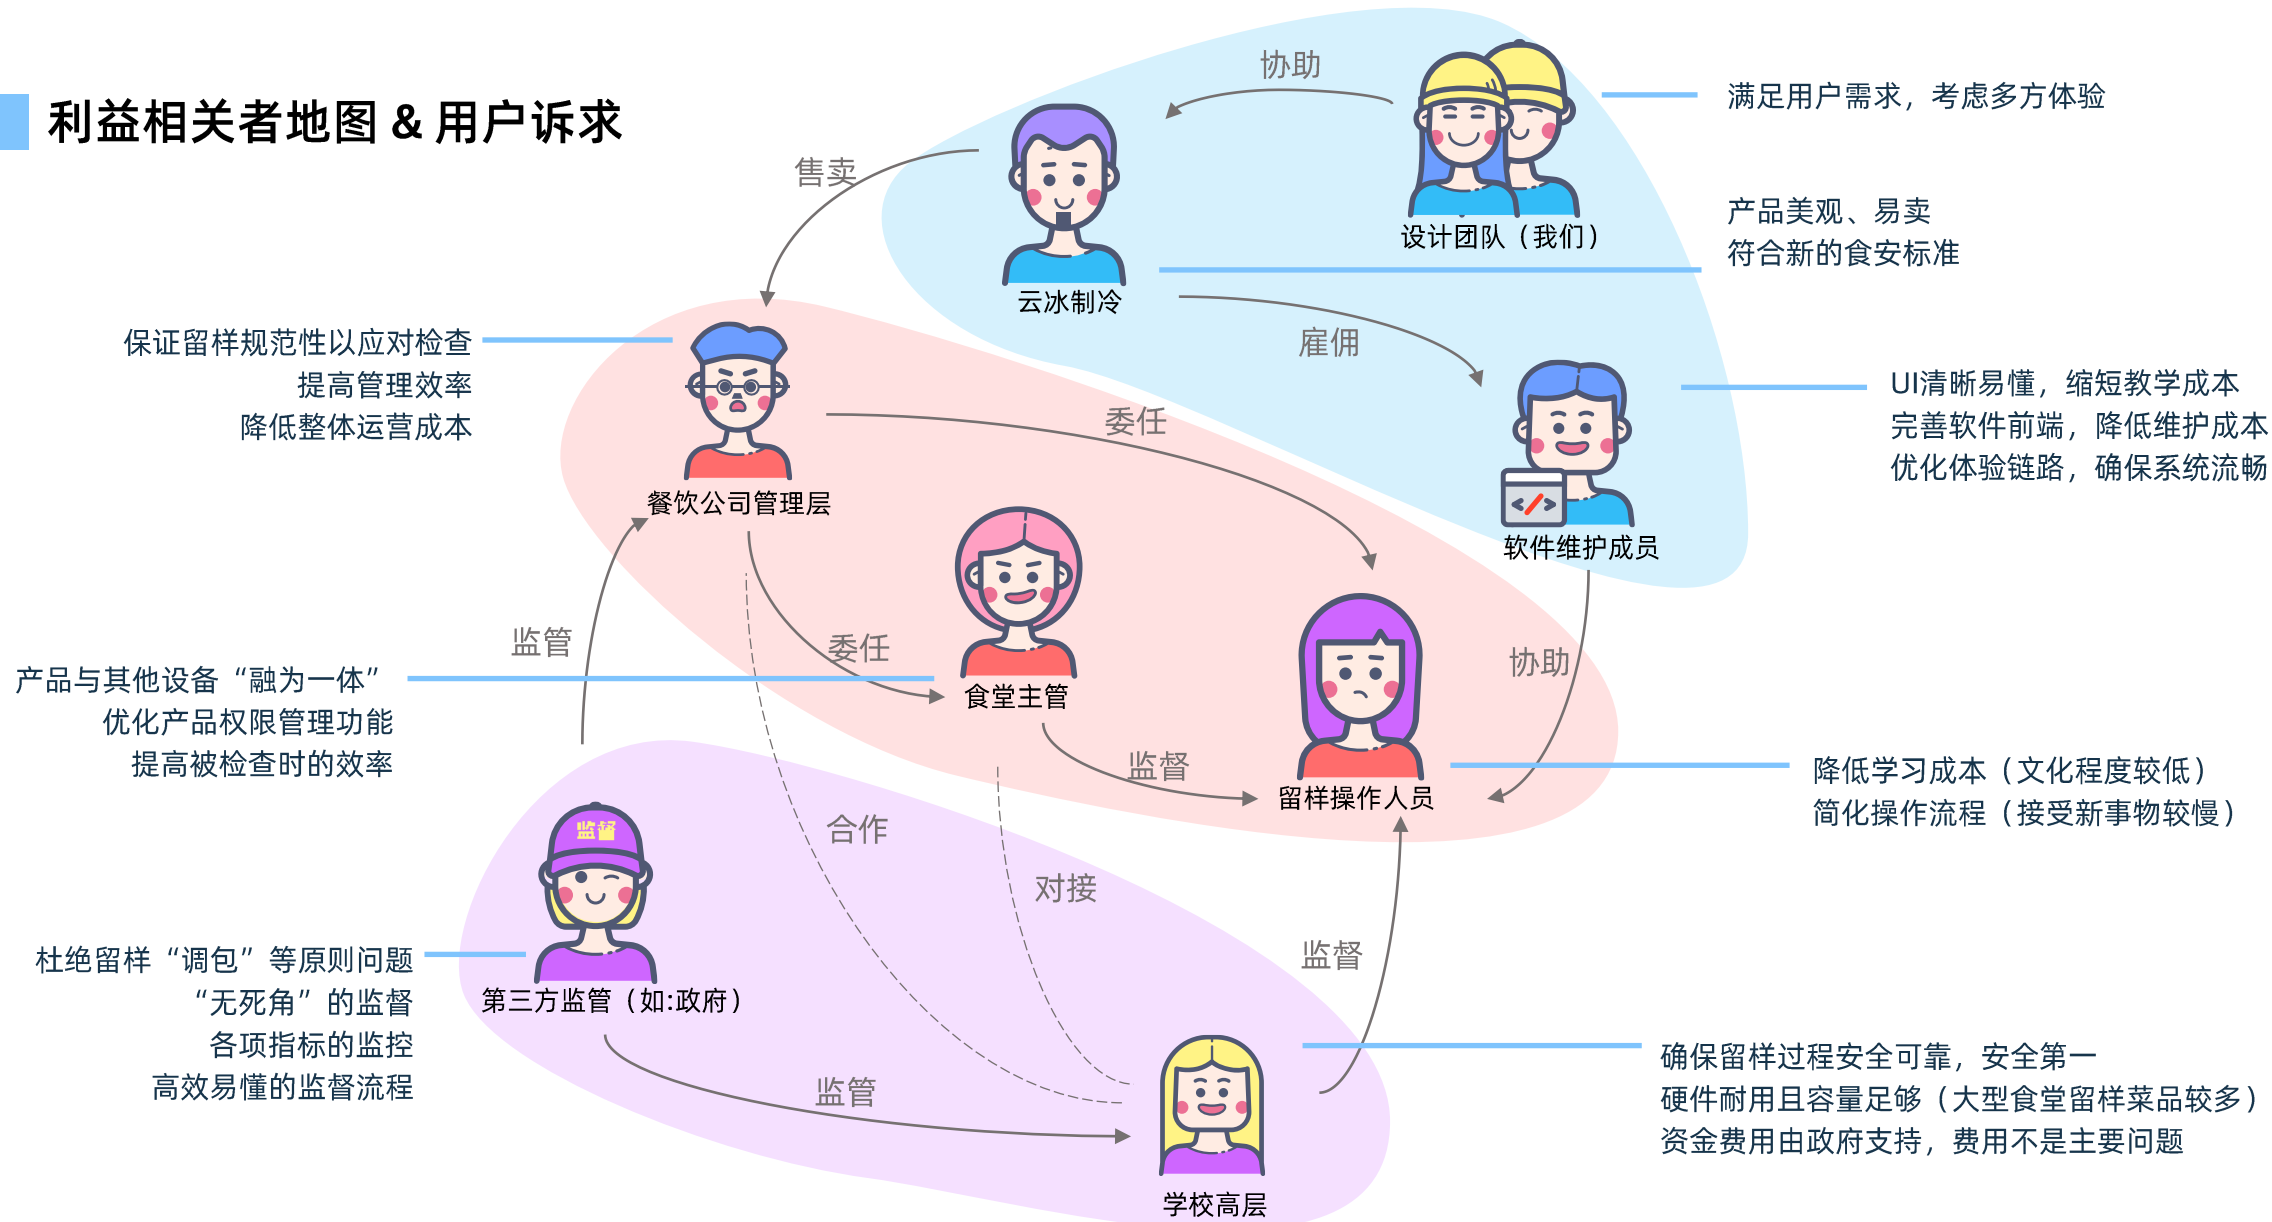 利益相关者地图 & 用户诉求
协助
满足用户需求，考虑多方体验
售卖
产品美观、易卖
符合新的食安标准
设计团队（我们）
云冰制冷
雇佣
保证留样规范性以应对检查
提高管理效率
降低整体运营成本
UI清晰易懂，缩短教学成本
完善软件前端，降低维护成本
优化体验链路，确保系统流畅
委任
餐饮公司管理层
</>
软件维护成员
监管
委任
协助
产品与其他设备“融为一体”
优化产品权限管理功能
提高被检查时的效率
食堂主管
监督
留样操作人员
降低学习成本（文化程度较低）
简化操作流程（接受新事物较慢）
监督
合作
对接
监督
杜绝留样“调包”等原则问题
“无死角”的监督
各项指标的监控
高效易懂的监督流程
第三方监管（如:政府）
监管
确保留样过程安全可靠，安全第一
硬件耐用且容量足够（大型食堂留样菜品较多）
资金费用由政府支持，费用不是主要问题
学校高层